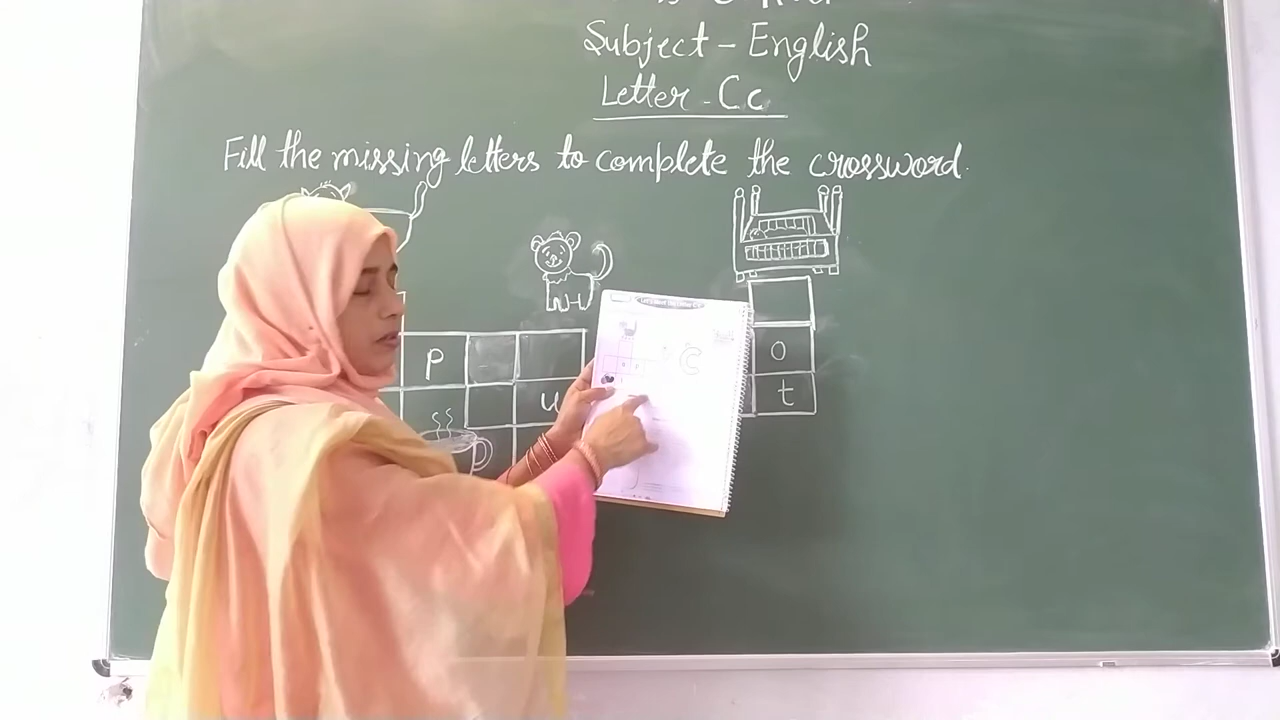 Subject - English
Letter - Cc
Fill the missing letters to complete the crossword.
p
o
u
t
C